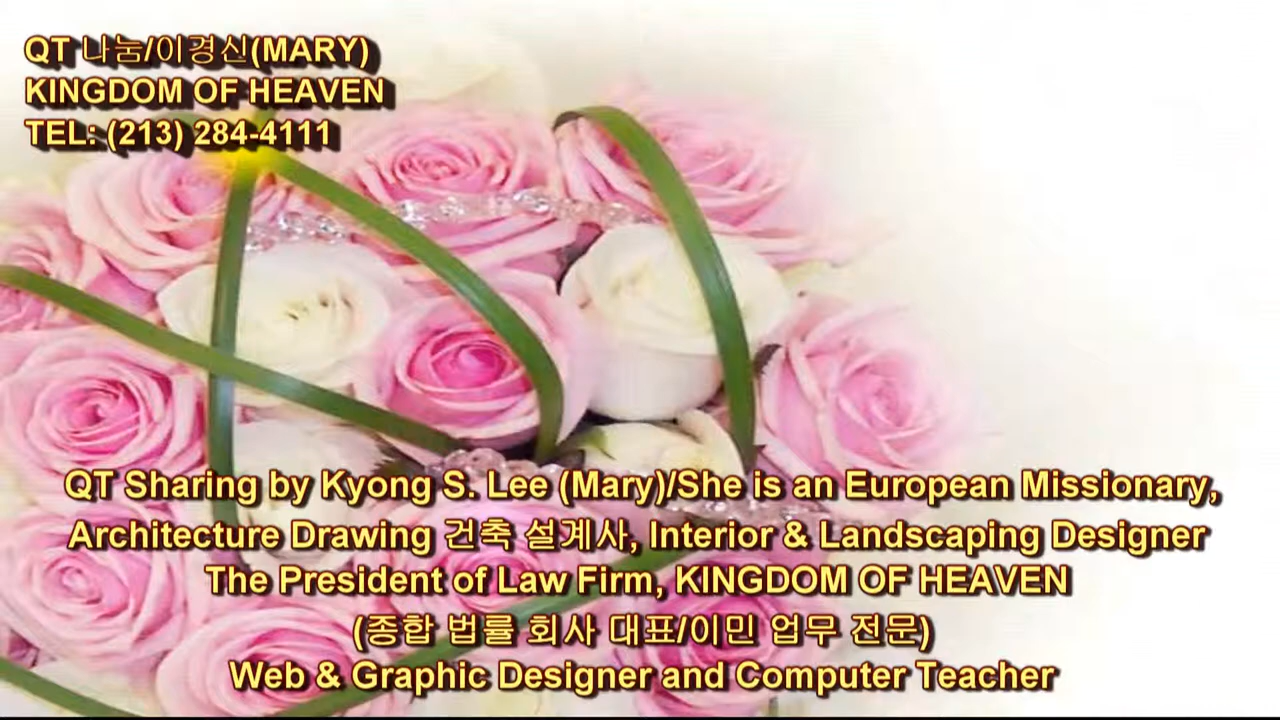 QT 나눔/이경신(MARY)
KINGDOM OF HEAVEN
TEL: (213) 284-4111
QT Sharing by Kyong S. Lee (Mary)/She is an European Missionary,
Architecture Drawing 건축 설계사, Interior & Landscaping Designer
The President of Law Firm, KINGDOM OF HEAVEN
(종합 법률 회사 대표/이민 업무 전문)
Web & Graphic Designer and Computer Teacher